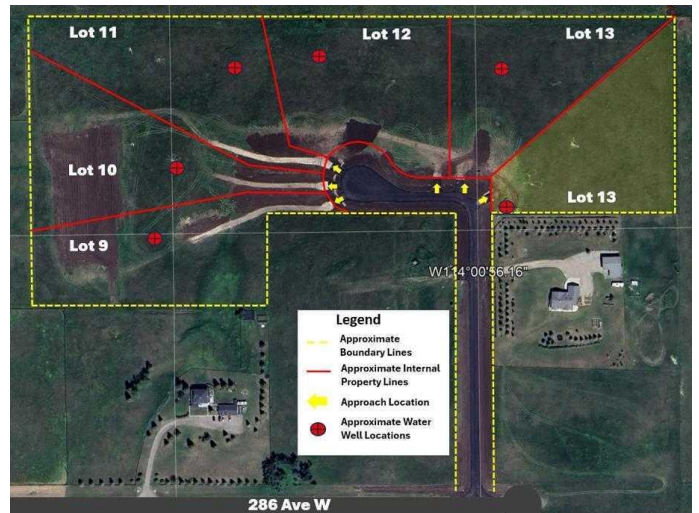 Lot 11
Lot 12
Lot 13
Lot 10
Lot 13
Lot 9
W114°00'56.16"
Legend
Approximate
Boundary Lines
Approximate Internal
Property Lines
Approach Location
Approximate Water
Well Locations
286 Ave W